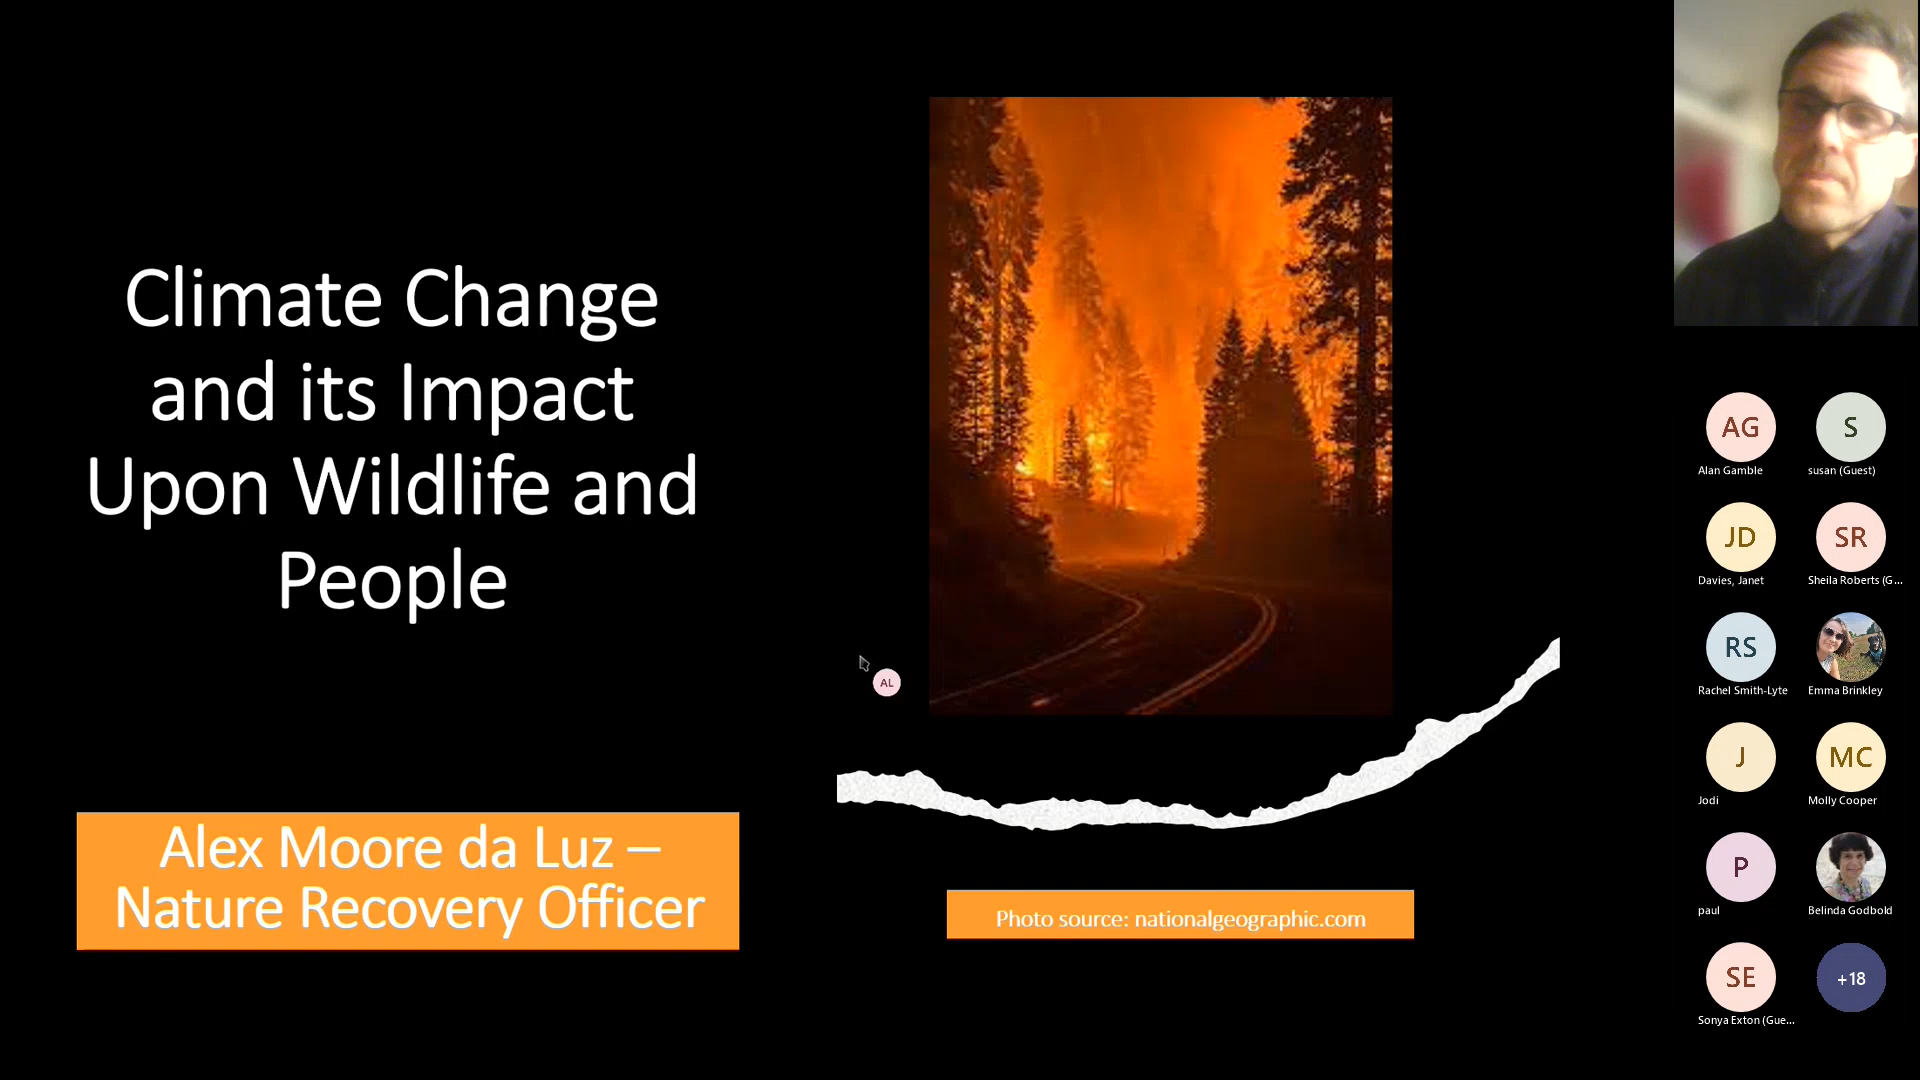 Climate Change
and its Impact
Upon Wildlife and
People
Alex Moore da Luz –
Nature Recovery Officer
Photo source: nationalgeographic.com
AL
AG
Alan Gamble
S
susan (Guest)
JD
Davies, Janet
SR
Sheila Roberts (G...
RS
Rachel Smith-Lyte
Emma Brinkley
J
Jodi
MC
Molly Cooper
P
paul
Belinda Godbold
SE
Sonya Exton (Gue...
+18